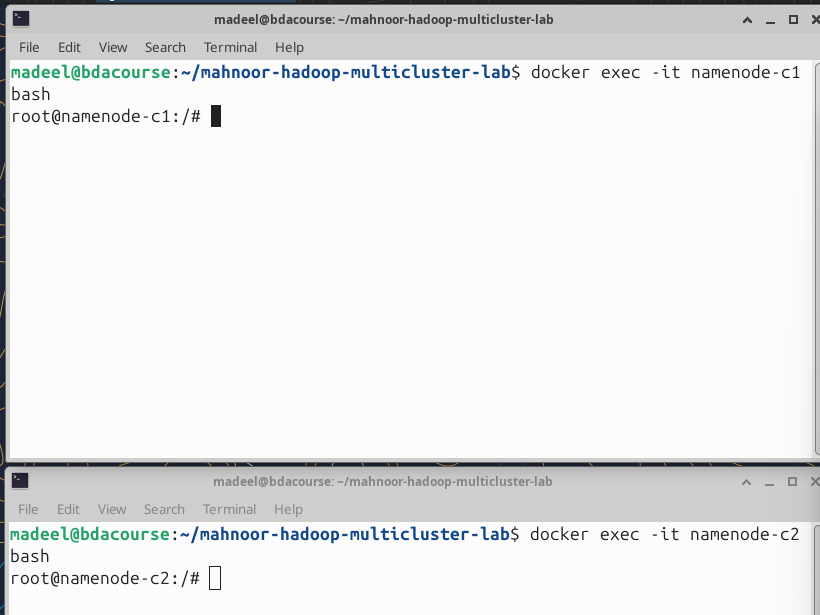 madeel@bdacourse: ~/mahnoor-hadoop-multicluster-lab
File Edit View Search Terminal Help
madeel@bdacourse:~/mahnoor-hadoop-multicluster-lab$ docker exec -it namenode-c1
bash
root@namenode-c1:/#
madeel@bdacourse: ~/mahnoor-hadoop-multicluster-lab
File Edit View Search Terminal Help
madeel@bdacourse:~/mahnoor-hadoop-multicluster-lab$ docker exec -it namenode-c2
bash
root@namenode-c2:/#